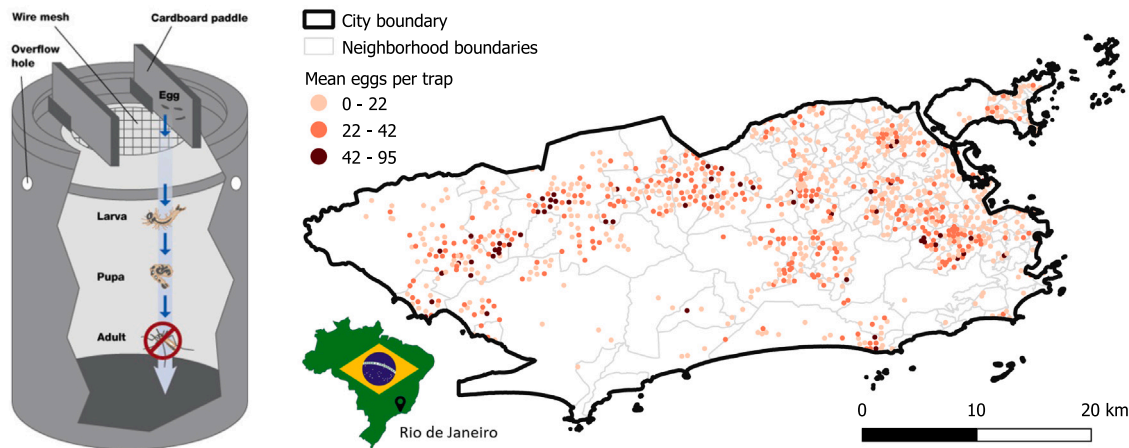 Wire mesh
Cardboard paddle
Overflow
hole
Egg
Larva
Pupa
Adult
City boundary
Neighborhood boundaries
Mean eggs per trap
0 - 22
22 - 42
42 - 95
Rio de Janeiro
0 10 20 km